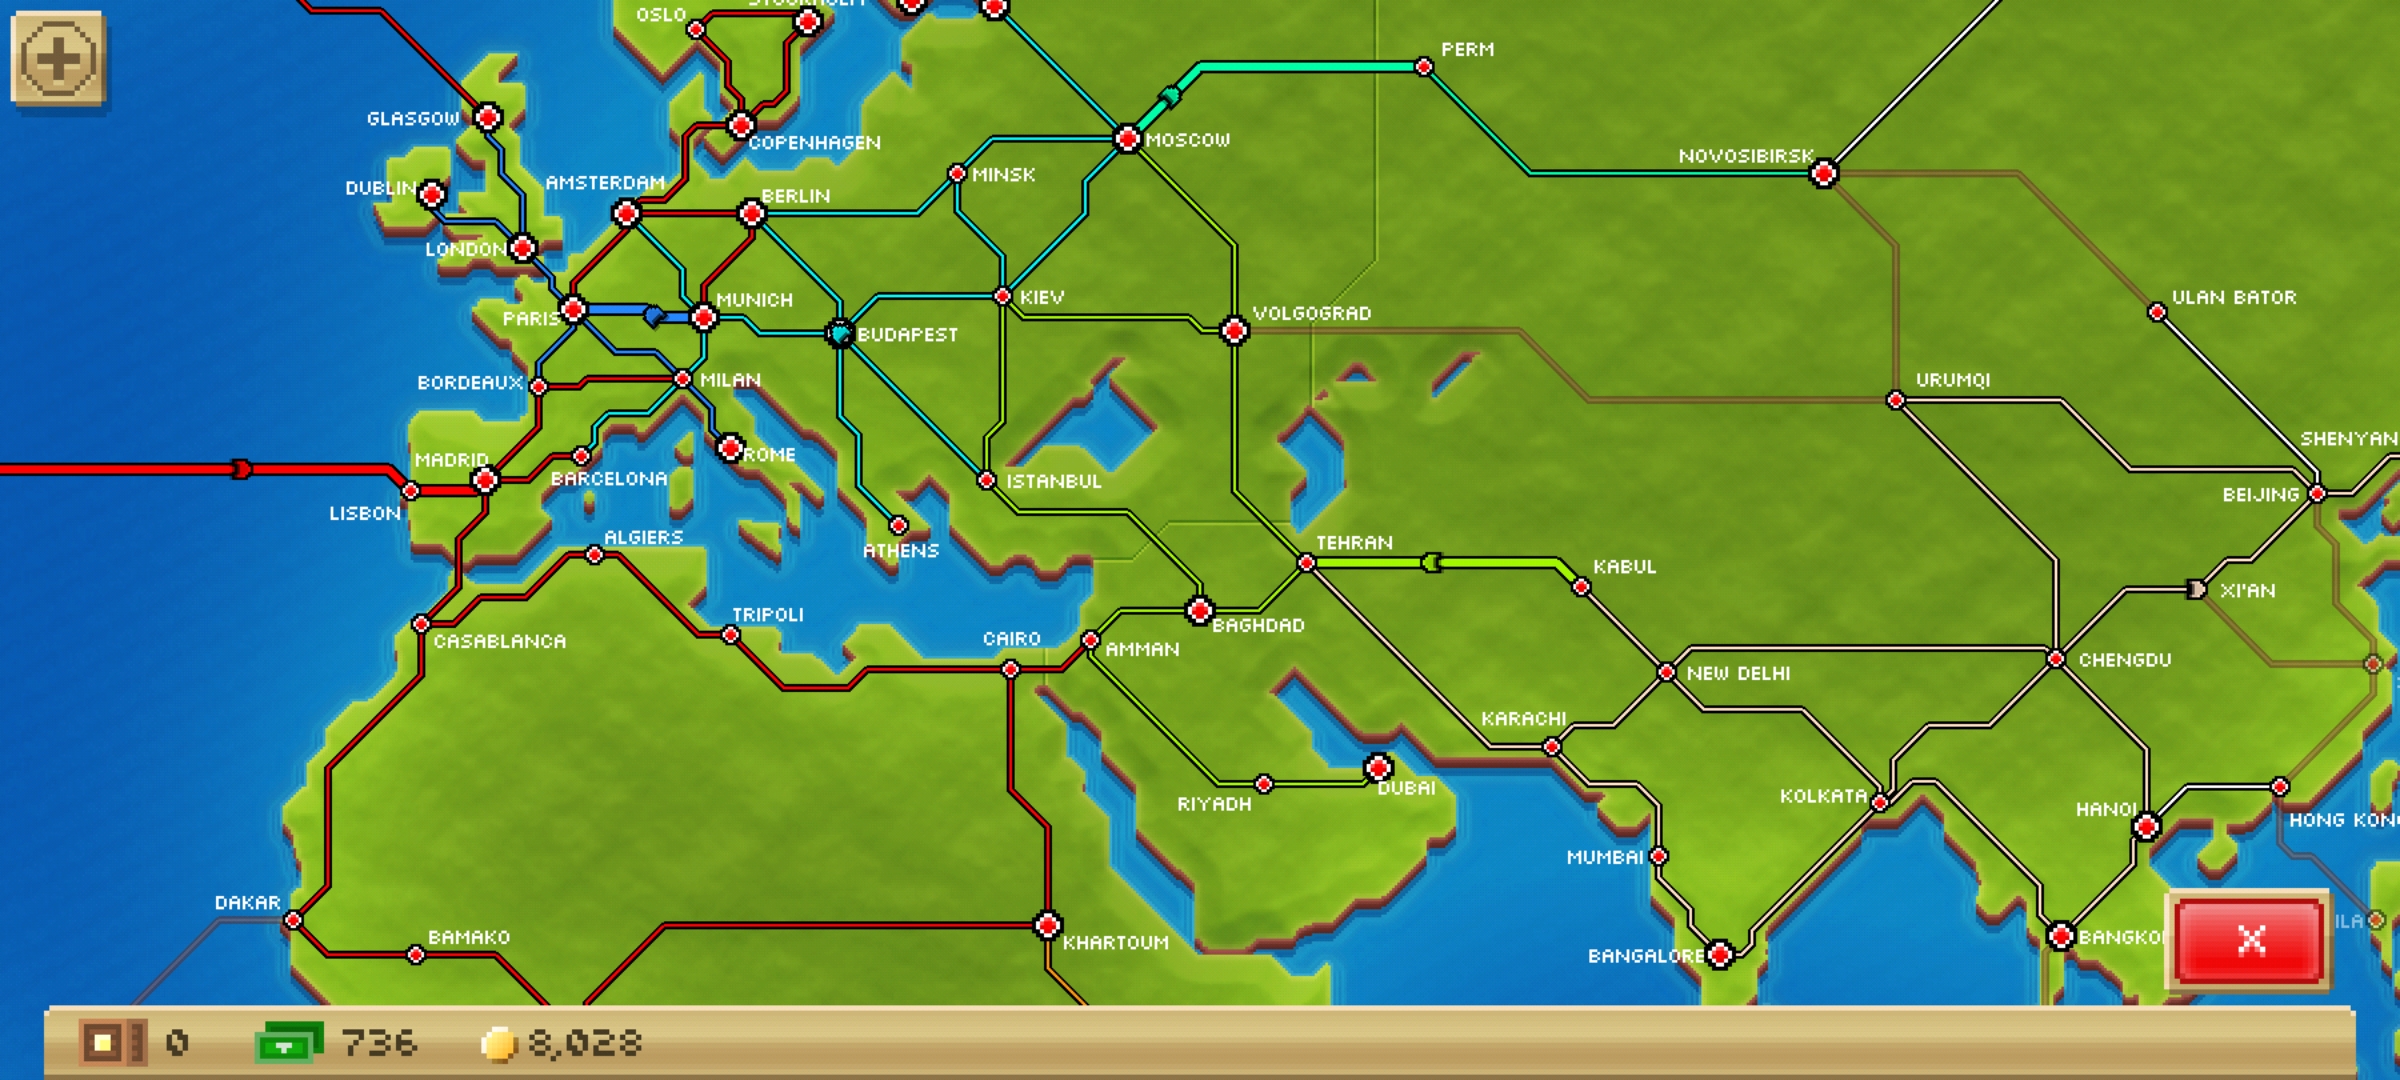 OSLO
PERM
GLASGOW
COPENHAGEN
MOSCOW
NOVOSIBIRSK
MINSK
AMSTERDAM
DUBLIN
BERLIN
LONDON
ULAN BATOR
MUNICH
KIEV
VOLGOGRAD
PARIS
BUDAPEST
BORDEAUX
MILAN
URUMQI
SHENYAN
MADRID
ROME
BARCELONA
ISTANBUL
BEIJING
LISBON
ALGIERS
ATHENS
TEHRAN
KABUL
XI'AN
TRIPOLI
CASABLANCA
CAIRO
BAGHDAD
AMMAN
CHENGDU
NEW DELHI
KARACHI
DUBAI
RIYADH
KOLKATA
HANOI
HONG KONG
MUMBAI
DAKAR
BAMAKO
KHARTOUM
BANGALORE
BANGKO
ILA
X
0 736 8,028